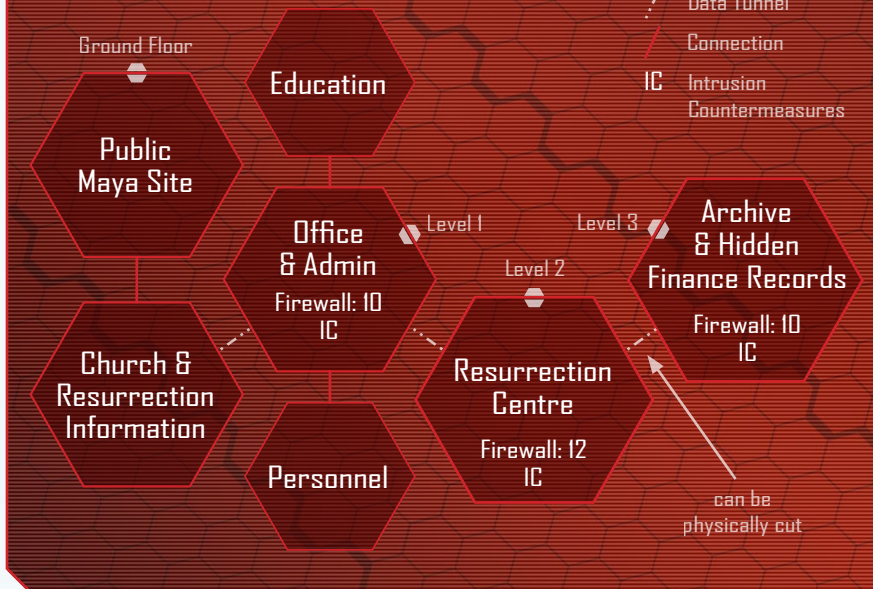 Data Tunnel
Connection
IC
Intrusion
Countermeasures
Ground Floor
Public
Maya Site
Education
Office
& Admin
Firewall: 10
IC
Level 1
Church &
Resurrection
Information
Personnel
Level 2
Resurrection
Centre
Firewall: 12
IC
Level 3
Archive
& Hidden
Finance Records
Firewall: 10
IC
can be
physically cut